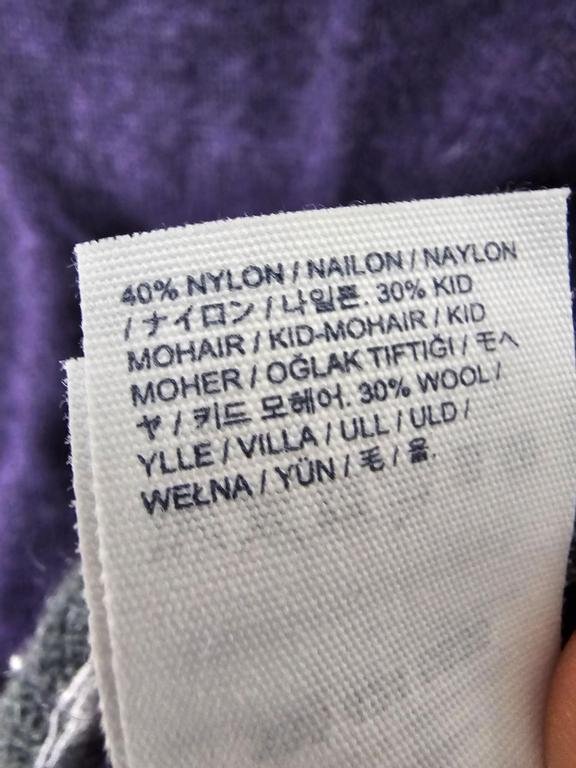 40% NYLON / NAILON / NAYLON
/ ナイロン / 나일론. 30% KID
MOHAIR / KID-MOHAIR / KID
MOHER / OĞLAK TIFTIĞI / モヘ
ヤ / 키드 모헤어. 30% WOOL /
YLLE / VILLA / ULL / ULD /
WEŁNA / YÜN / 毛 / 울.